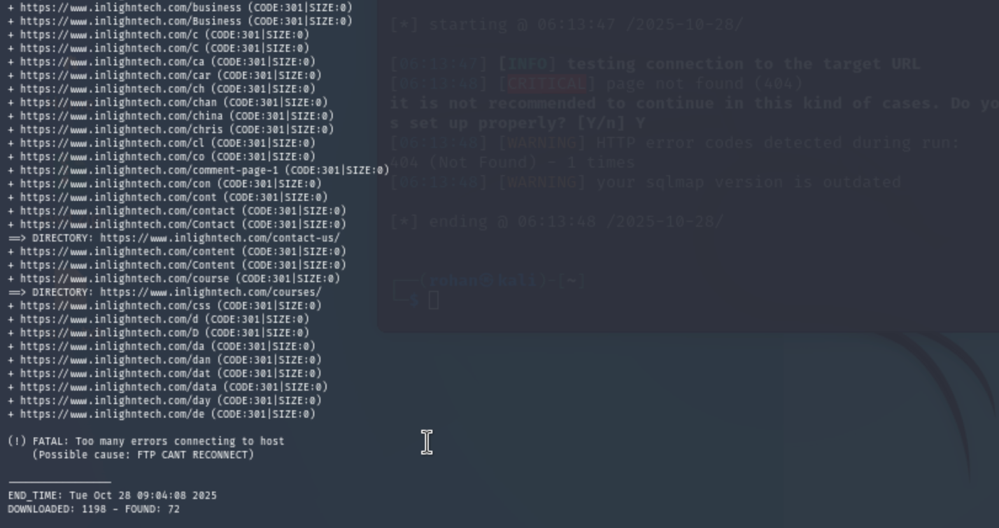 + https://www.inlighntech.com/business (CODE:301|SIZE:0)
+ https://www.inlighntech.com/Business (CODE:301|SIZE:0)
+ https://www.inlighntech.com/c (CODE:301|SIZE:0)
+ https://www.inlighntech.com/C (CODE:301|SIZE:0)
+ https://www.inlighntech.com/ca (CODE:301|SIZE:0)
+ https://www.inlighntech.com/car (CODE:301|SIZE:0)
+ https://www.inlighntech.com/ch (CODE:301|SIZE:0)
+ https://www.inlighntech.com/chan (CODE:301|SIZE:0)
+ https://www.inlighntech.com/china (CODE:301|SIZE:0)
+ https://www.inlighntech.com/chris (CODE:301|SIZE:0)
+ https://www.inlighntech.com/cl (CODE:301|SIZE:0)
+ https://www.inlighntech.com/co (CODE:301|SIZE:0)
+ https://www.inlighntech.com/comment-page-1 (CODE:301|SIZE:0)
+ https://www.inlighntech.com/con (CODE:301|SIZE:0)
+ https://www.inlighntech.com/cont (CODE:301|SIZE:0)
+ https://www.inlighntech.com/contact (CODE:301|SIZE:0)
+ https://www.inlighntech.com/Contact (CODE:301|SIZE:0)
==> DIRECTORY: https://www.inlighntech.com/contact-us/
+ https://www.inlighntech.com/content (CODE:301|SIZE:0)
+ https://www.inlighntech.com/Content (CODE:301|SIZE:0)
+ https://www.inlighntech.com/course (CODE:301|SIZE:0)
==> DIRECTORY: https://www.inlighntech.com/courses/
+ https://www.inlighntech.com/css (CODE:301|SIZE:0)
+ https://www.inlighntech.com/d (CODE:301|SIZE:0)
+ https://www.inlighntech.com/D (CODE:301|SIZE:0)
+ https://www.inlighntech.com/da (CODE:301|SIZE:0)
+ https://www.inlighntech.com/dan (CODE:301|SIZE:0)
+ https://www.inlighntech.com/dat (CODE:301|SIZE:0)
+ https://www.inlighntech.com/data (CODE:301|SIZE:0)
+ https://www.inlighntech.com/day (CODE:301|SIZE:0)
+ https://www.inlighntech.com/de (CODE:301|SIZE:0)
(!) FATAL: Too many errors connecting to host
(Possible cause: FTP CANT RECONNECT)
END_TIME: Tue Oct 28 09:04:08 2025
DOWNLOADED: 1198 - FOUND: 72
[*] starting @ 06:13:47 /2025-10-28/
[06:13:47] [INFO] testing connection to the target URL
[06:13:48] [CRITICAL] page not found (404)
it is not recommended to continue in this kind of cases. Do yo
s set up properly? [Y/n] Y
[06:13:48] [WARNING] HTTP error codes detected during run:
404 (Not Found) - 1 times
[06:13:48] [WARNING] your sqlmap version is outdated
[*] ending @ 06:13:48 /2025-10-28/
┌──(rohan㉿kali)-[~]
└─$